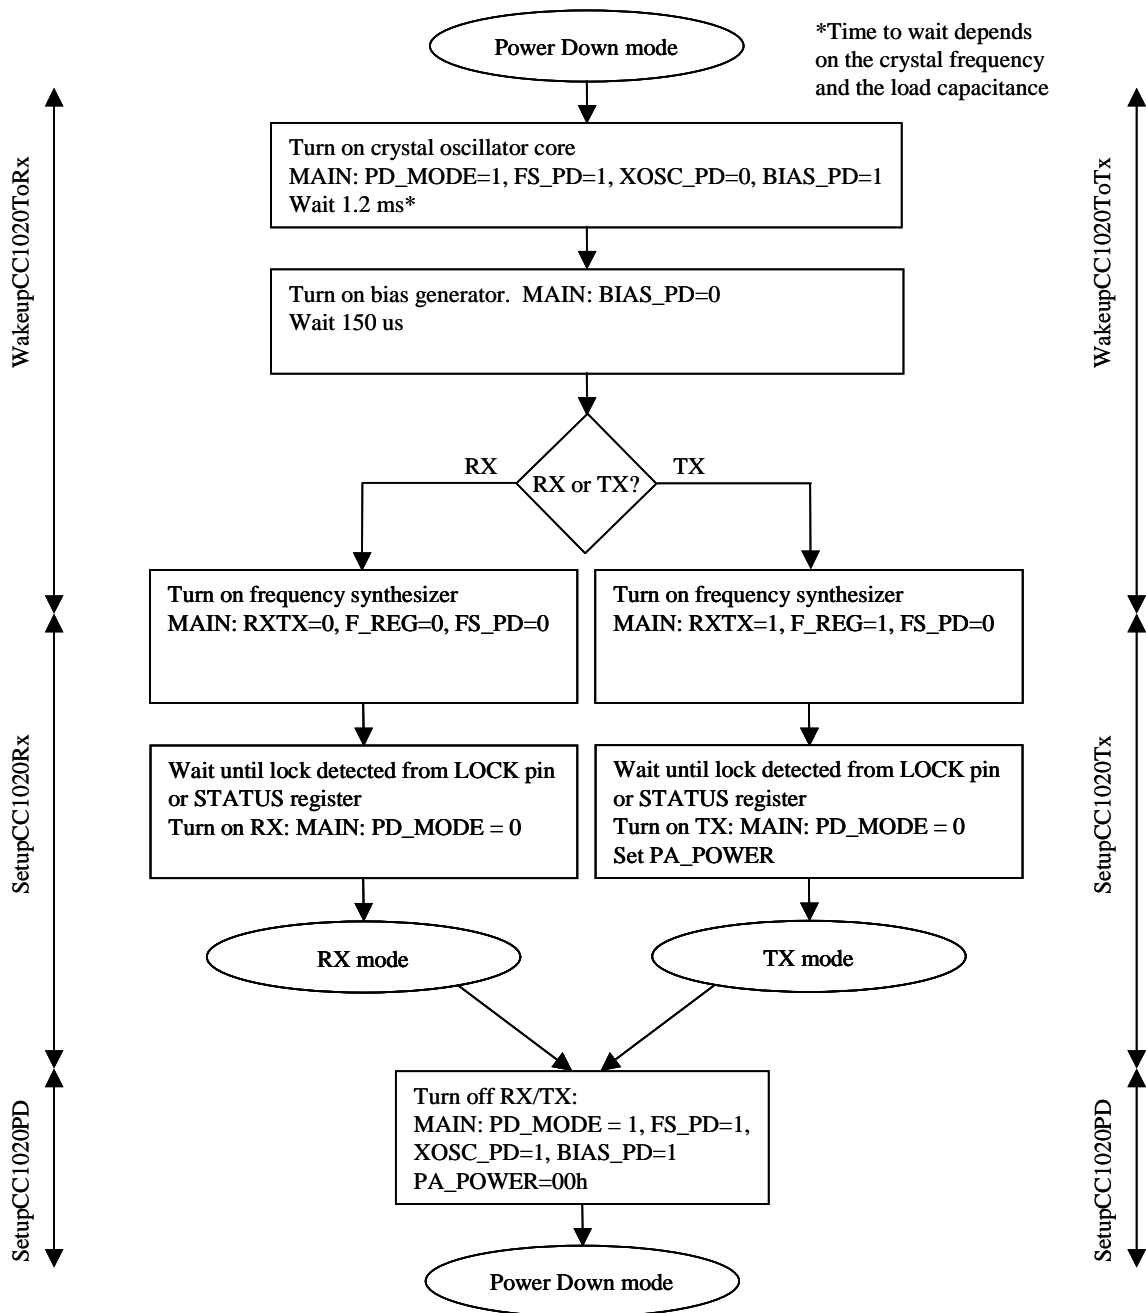 Power Down mode
*Time to wait depends
on the crystal frequency
and the load capacitance
WakeupCC1020ToRx
WakeupCC1020ToTx
Turn on crystal oscillator core
MAIN: PD_MODE=1, FS_PD=1, XOSC_PD=0, BIAS_PD=1
Wait 1.2 ms*
Turn on bias generator.  MAIN: BIAS_PD=0
Wait 150 us
RX
RX or TX?
TX
Turn on frequency synthesizer
MAIN: RXTX=0, F_REG=0, FS_PD=0
Turn on frequency synthesizer
MAIN: RXTX=1, F_REG=1, FS_PD=0
SetupCC1020Rx
SetupCC1020Tx
Wait until lock detected from LOCK pin
or STATUS register
Turn on RX: MAIN: PD_MODE = 0
Wait until lock detected from LOCK pin
or STATUS register
Turn on TX: MAIN: PD_MODE = 0
Set PA_POWER
RX mode
TX mode
SetupCC1020PD
SetupCC1020PD
Turn off RX/TX:
MAIN: PD_MODE = 1, FS_PD=1,
XOSC_PD=1, BIAS_PD=1
PA_POWER=00h
Power Down mode